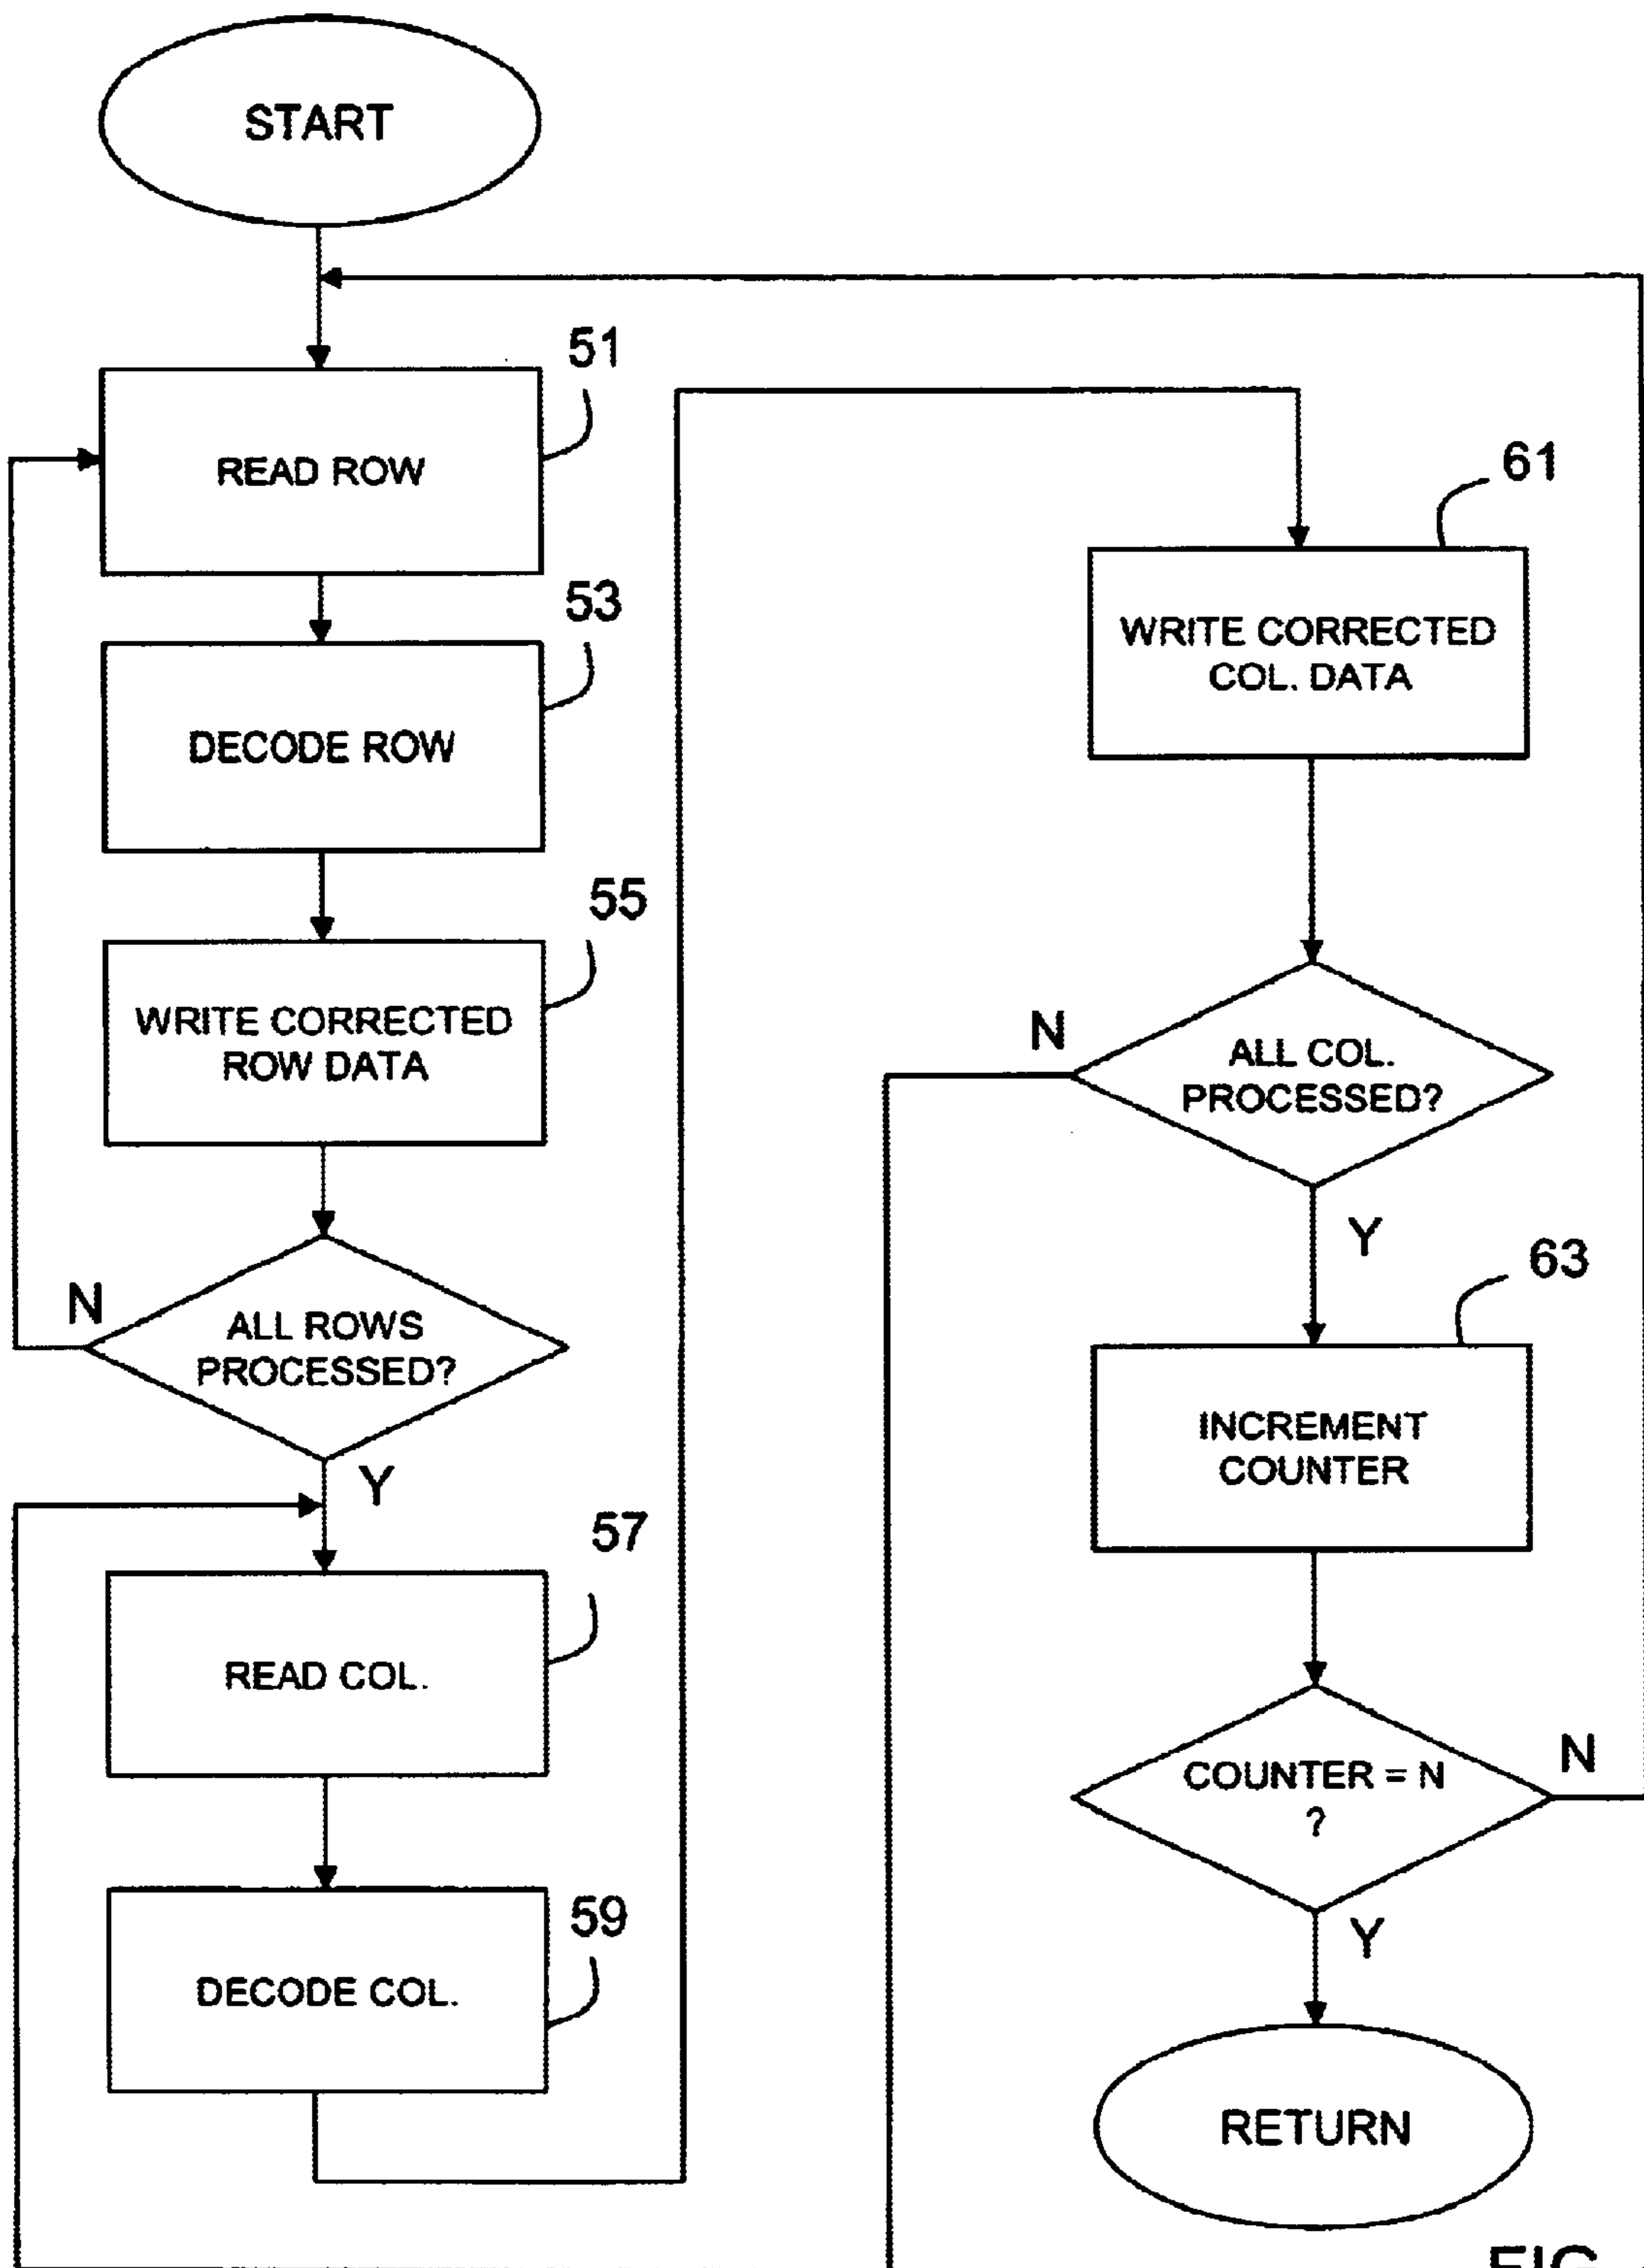 START
51
READ ROW
53
DECODE ROW
55
WRITE CORRECTED
ROW DATA
N
ALL ROWS
PROCESSED?
Y
57
READ COL.
59
DECODE COL.
61
WRITE CORRECTED
COL. DATA
N
ALL COL.
PROCESSED?
Y
63
INCREMENT
COUNTER
COUNTER = N
?
N
Y
RETURN
FIG